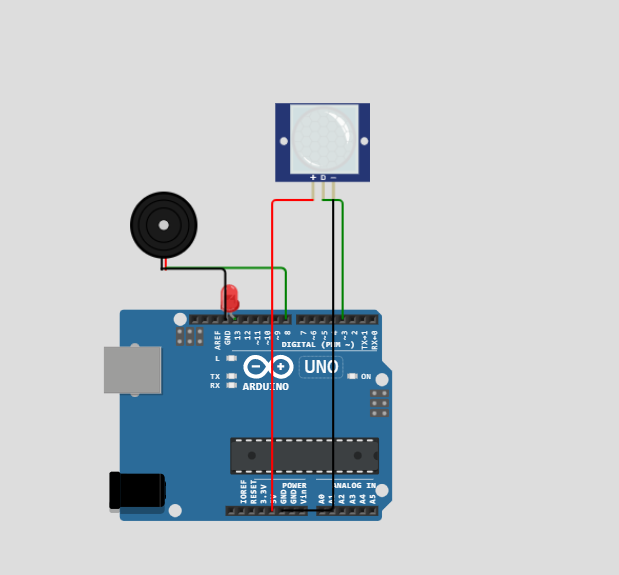 + D −
AREF
GND
13
12
~11
~10
~9
8
7
~6
~5
4
~3
2
TX→1
RX←0
DIGITAL (PWM ~)
L
TX
RX
UNO
ARDUINO
ON
IOREF
RESET
3.3V
5V
GND
GND
Vin
POWER
A0
A1
A2
A3
A4
A5
ANALOG IN